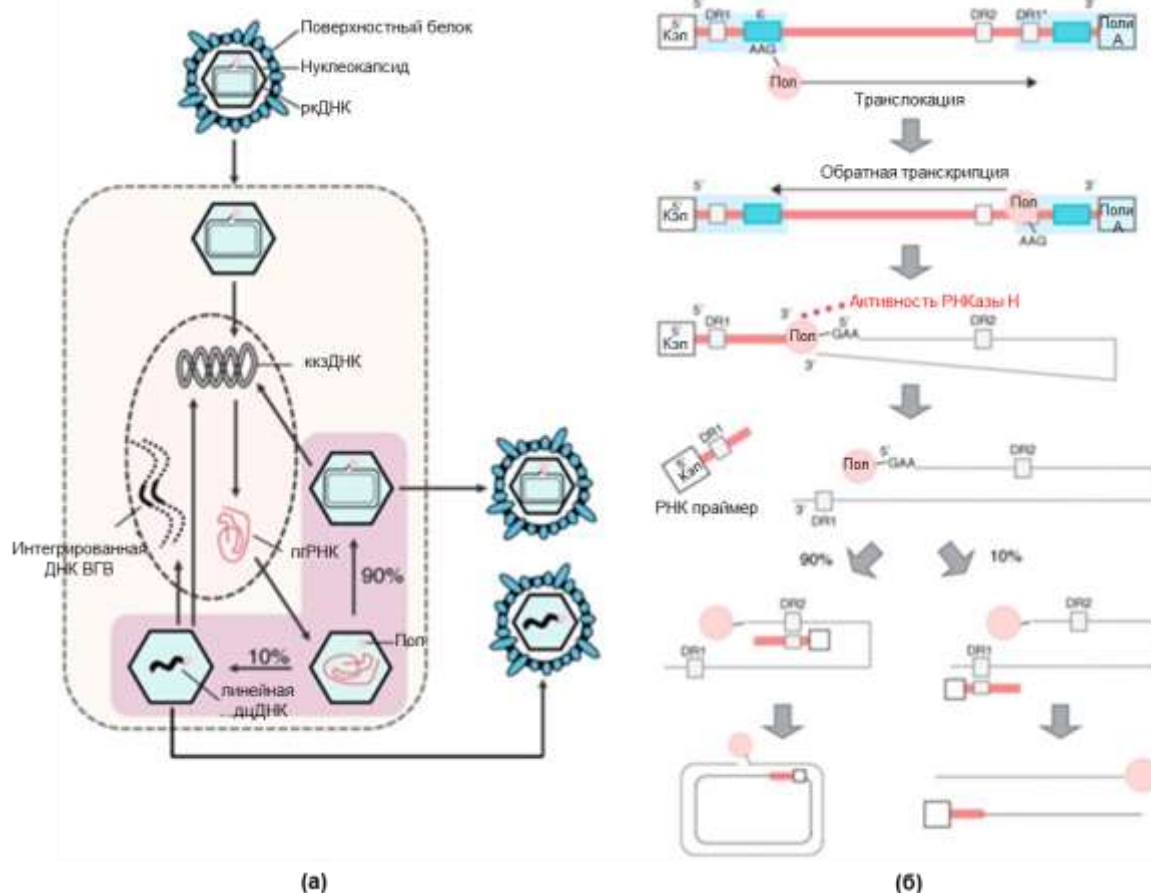 Поверхностный белок
Нуклеокапсид
ркДНК
ккзДНК
Интегрированная
ДНК ВГВ
пгРНК
90%
Пол
10%
линейная
...дцДНК
(а)
5´ DR1 ε DR2 DR1* 3´
Кэп
Поли
А
AAG
Пол
Транслокация
Обратная транскрипция
5´ 3´
Кэп
Пол
Поли
А
AAG
Активность РНКазы Н
5´ DR1 3´ 5´ DR2
Кэп
Пол
GAA
3´
DR1
5´
Кэп
РНК праймер
Пол
5´
GAA
DR2
3´
DR1
90%
10%
DR2
DR1
DR2
DR1
(б)